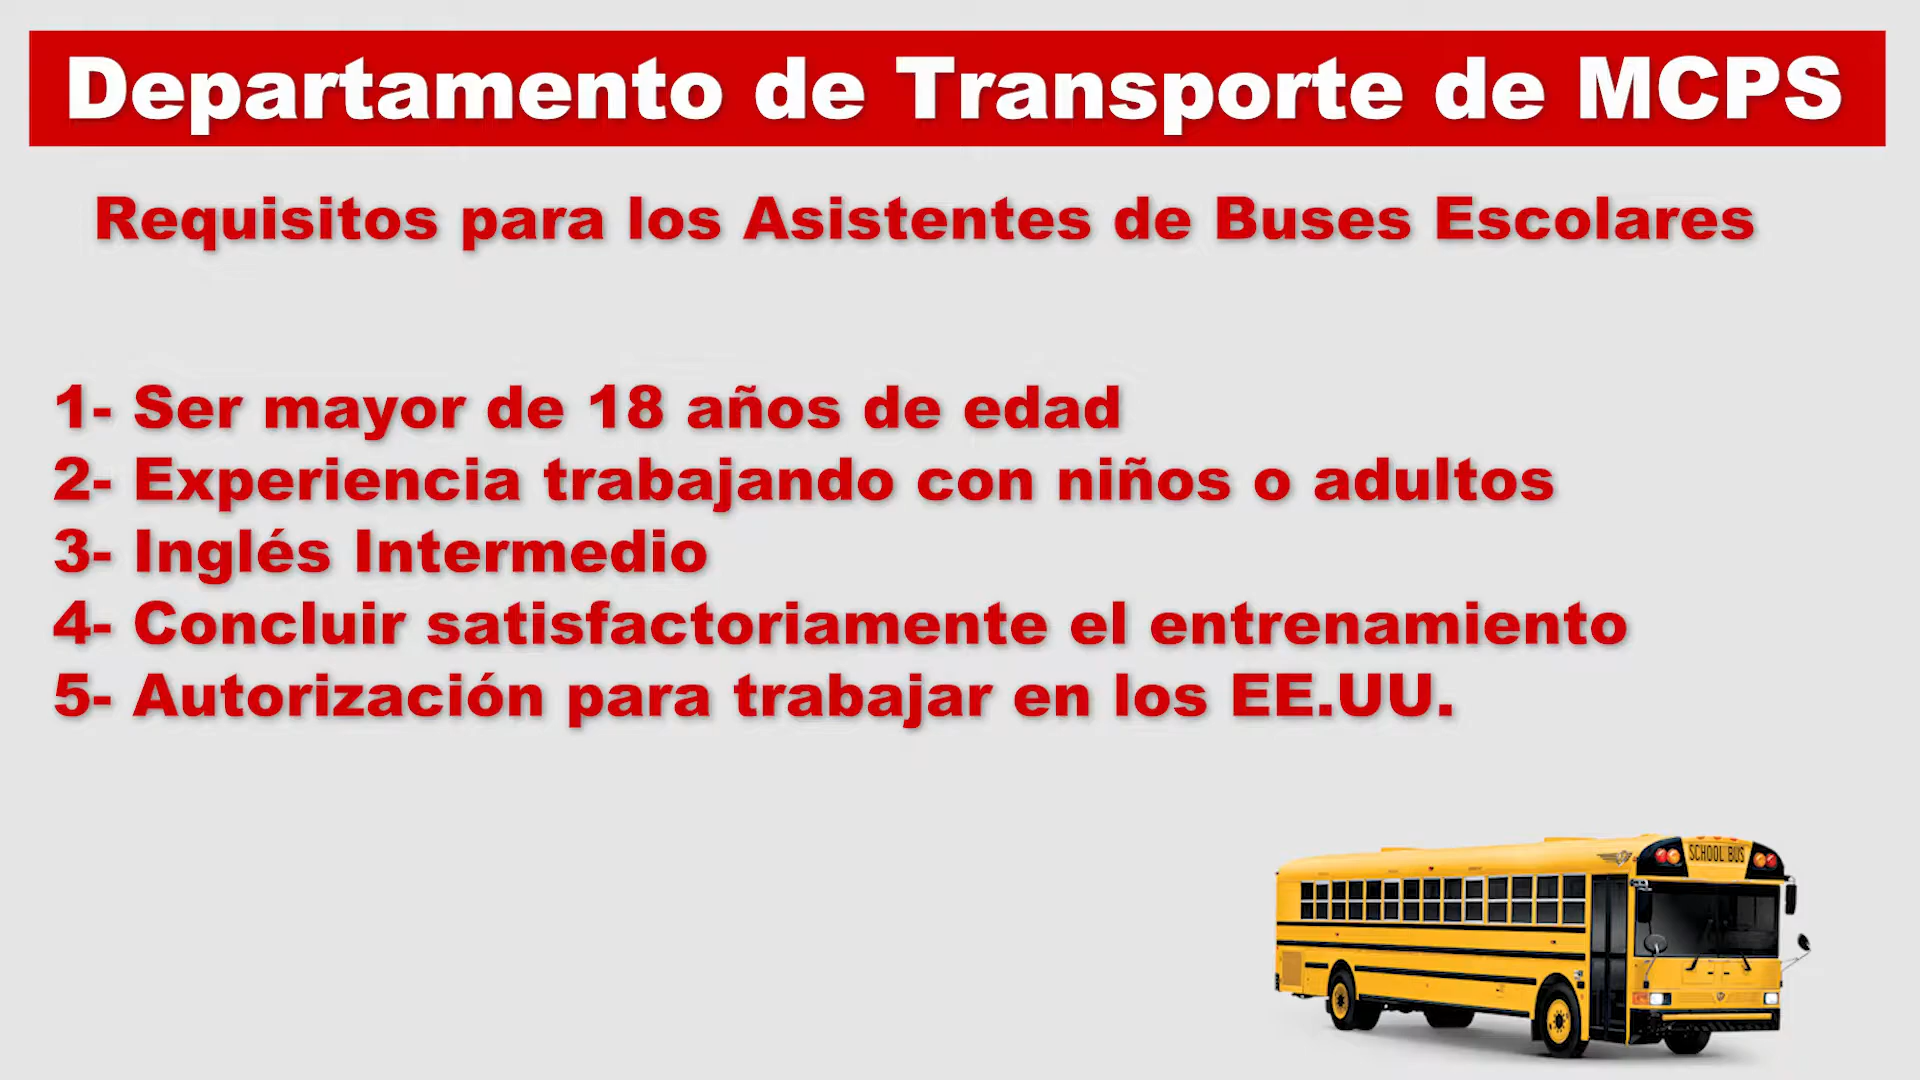 Departamento de Transporte de MCPS
Requisitos para los Asistentes de Buses Escolares
1- Ser mayor de 18 años de edad
2- Experiencia trabajando con niños o adultos
3- Inglés Intermedio
4- Concluir satisfactoriamente el entrenamiento
5- Autorización para trabajar en los EE.UU.
SCHOOL BUS